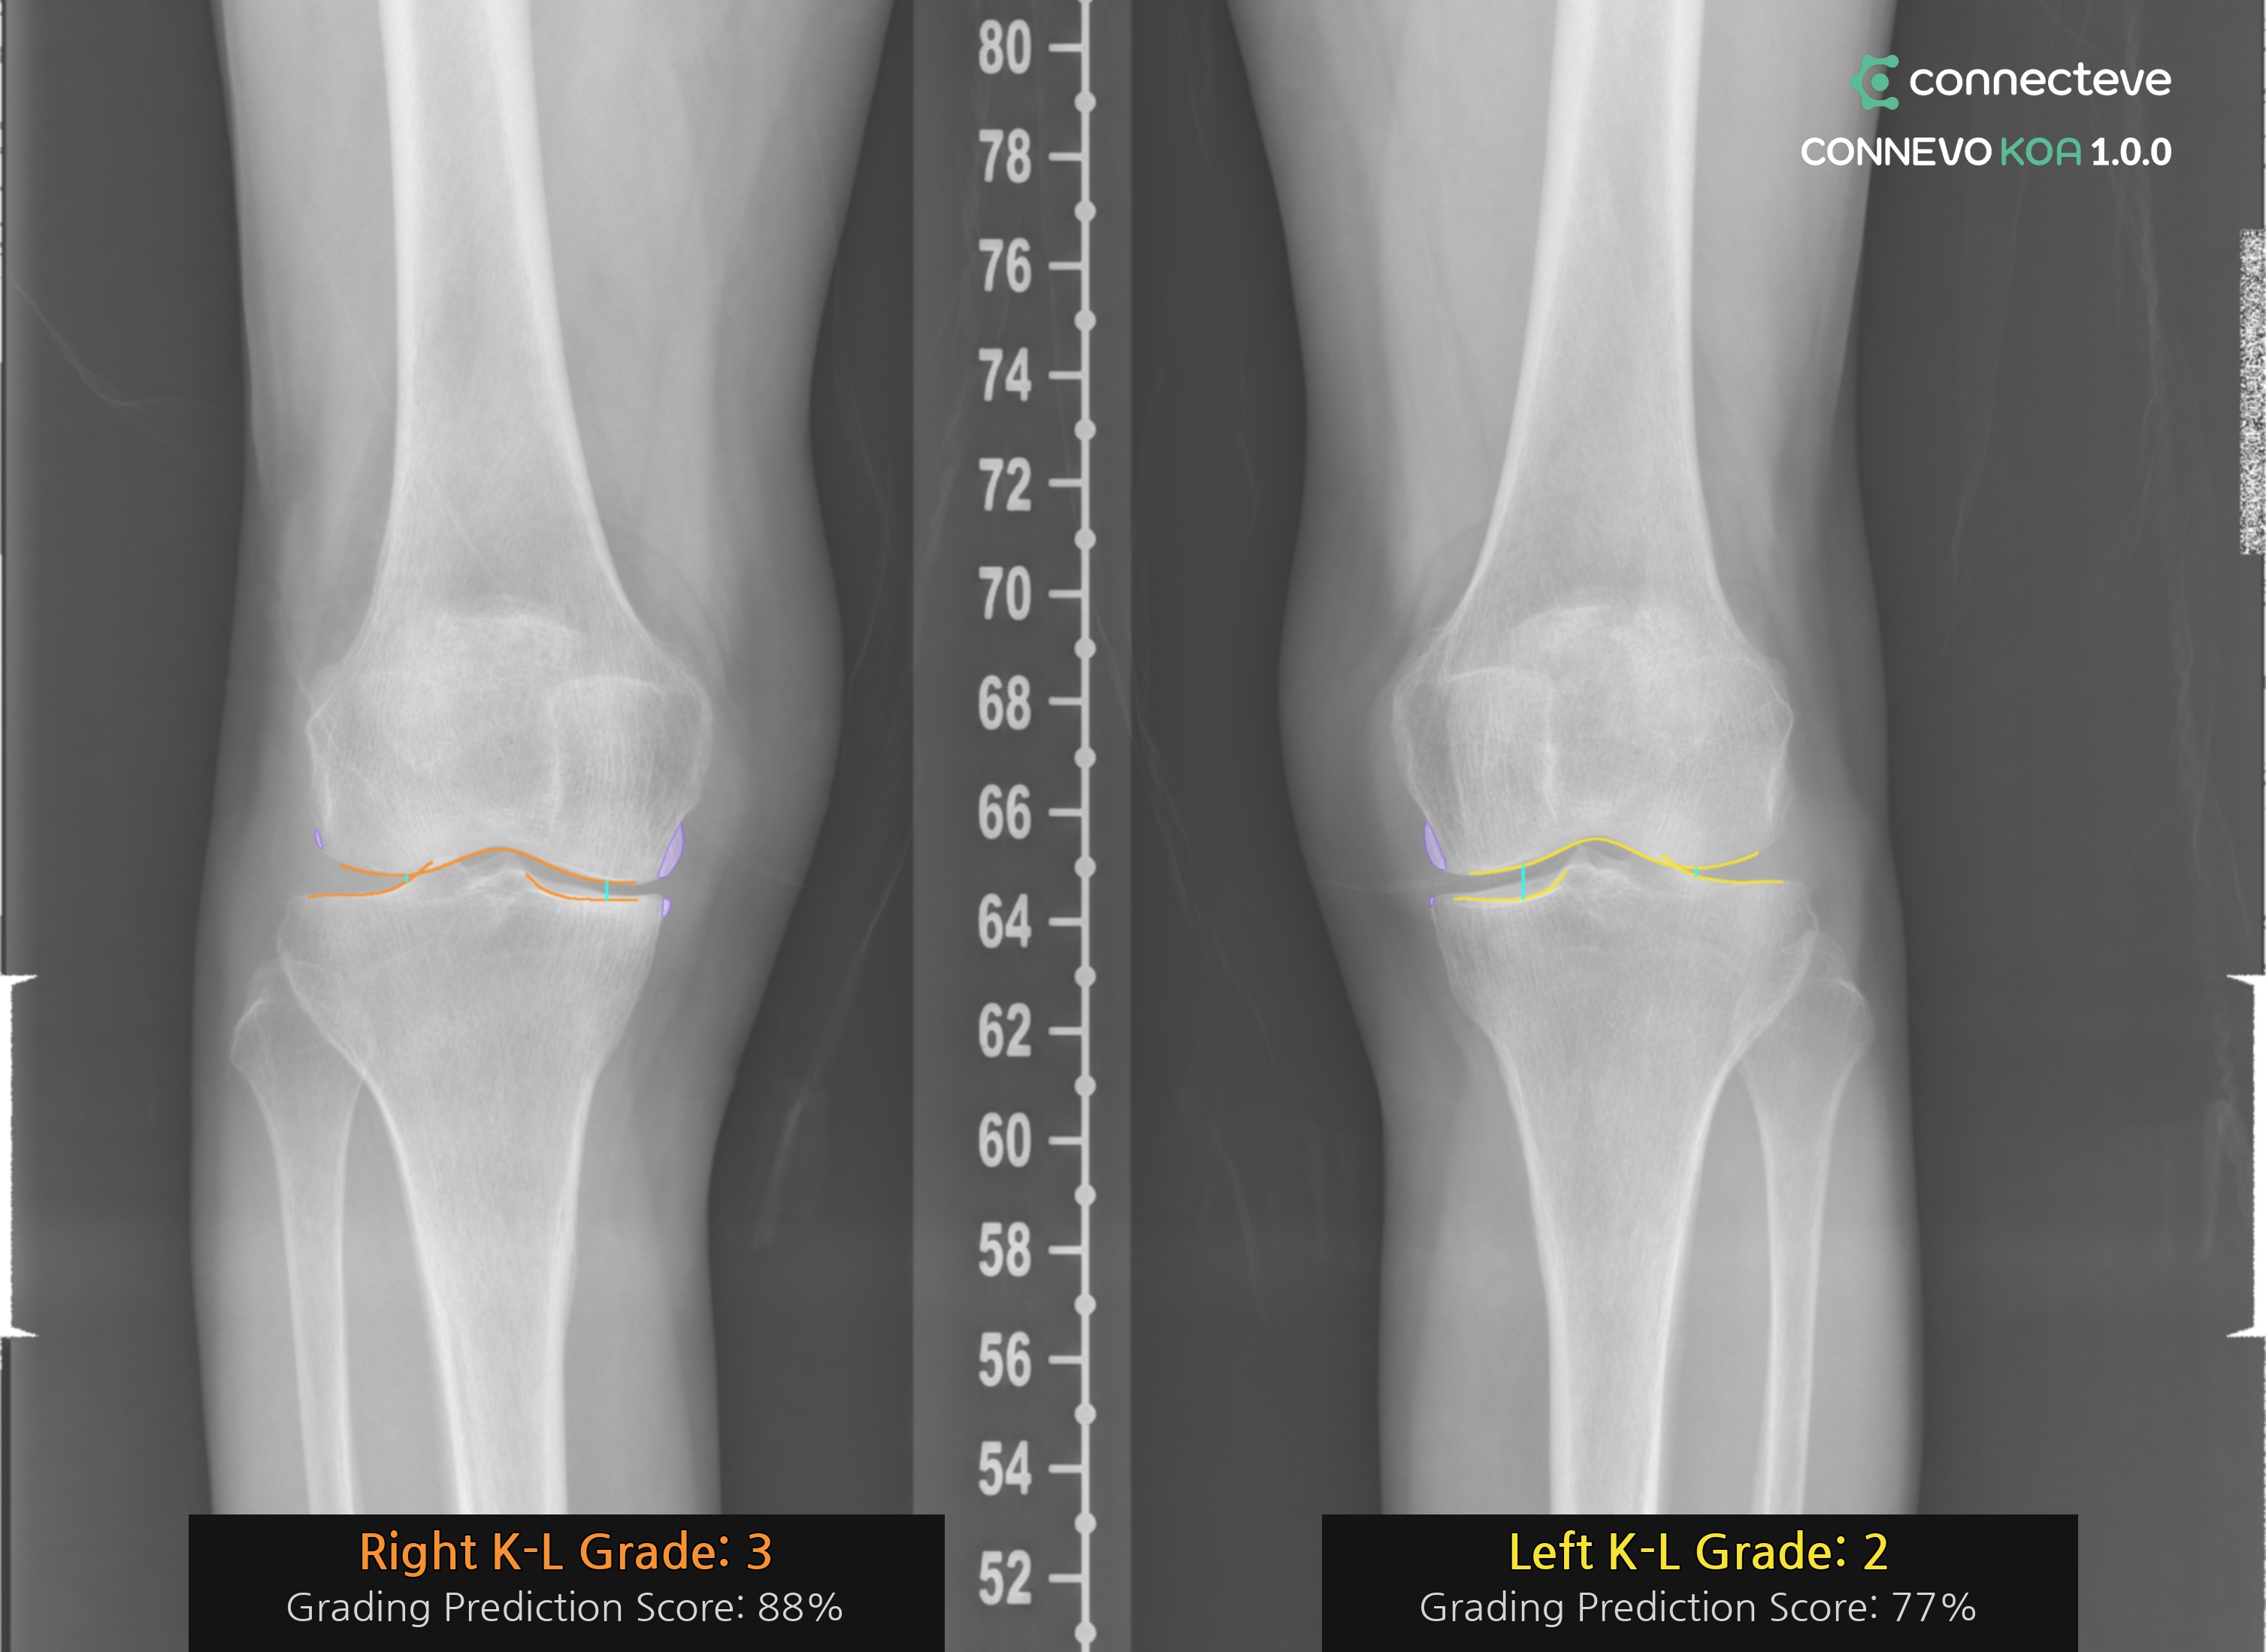 connecteve
CONNEVO KOA 1.0.0
80
78
76
74
72
70
68
66
64
62
60
58
56
54
52
Right K-L Grade: 3
Grading Prediction Score: 88%
Left K-L Grade: 2
Grading Prediction Score: 77%